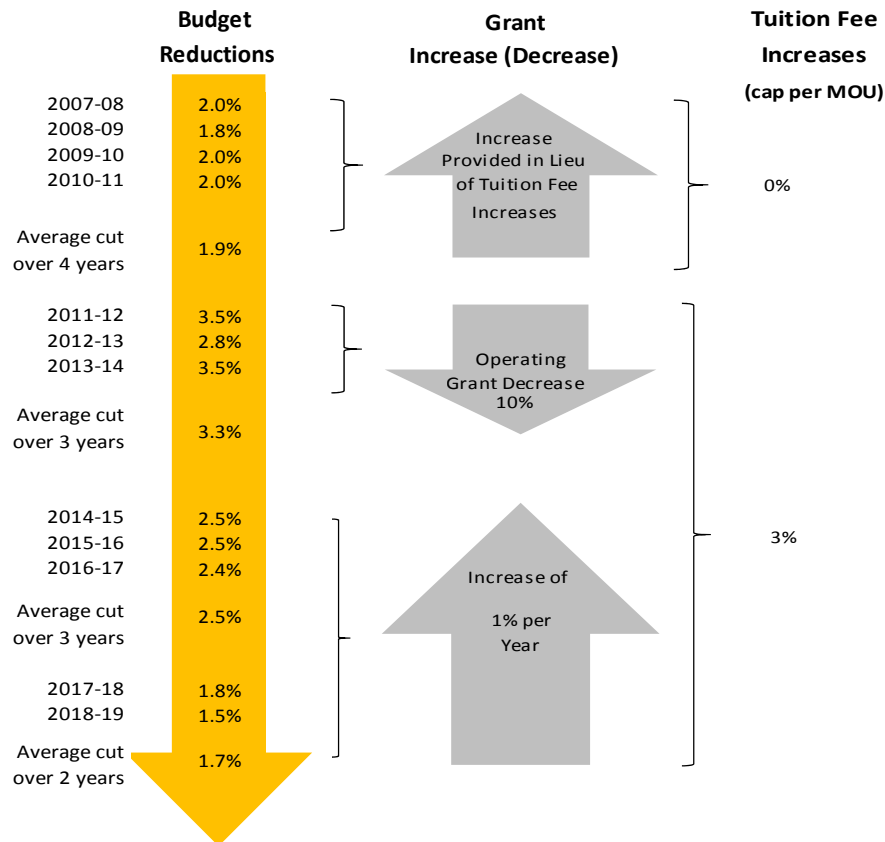 Budget
Reductions
Grant
Increase (Decrease)
Tuition Fee
Increases
(cap per MOU)
2007-08 2.0%
2008-09 1.8%
2009-10 2.0%
2010-11 2.0%
Average cut
over 4 years
1.9%
Increase
Provided in Lieu
of Tuition Fee
Increases
0%
2011-12 3.5%
2012-13 2.8%
2013-14 3.5%
Average cut
over 3 years
3.3%
Operating
Grant Decrease
10%
2014-15 2.5%
2015-16 2.5%
2016-17 2.4%
Average cut
over 3 years
2.5%
2017-18 1.8%
2018-19 1.5%
Average cut
over 2 years
1.7%
Increase of
1% per
Year
3%